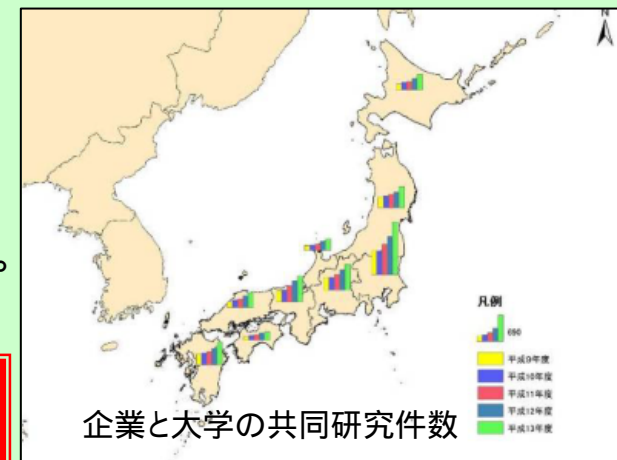 N
。
凡例
690
平成9年度
平成10年度
平成11年度
平成12年度
平成13年度
企業と大学の共同研究件数